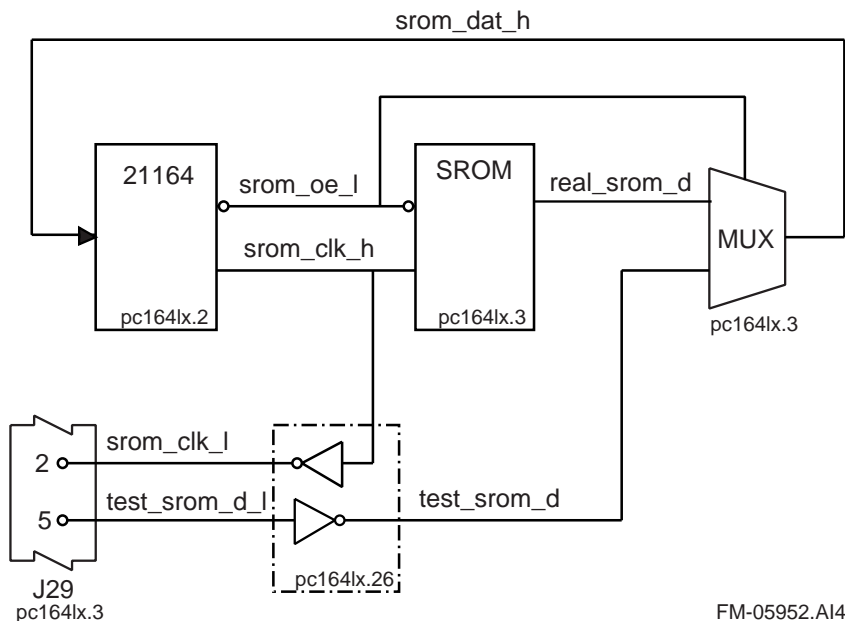 srom_dat_h
21164
srom_oe_l
srom_clk_h
pc164lx.2
SROM
pc164lx.3
real_srom_d
MUX
pc164lx.3
srom_clk_l
2
test_srom_d_l
5
test_srom_d
pc164lx.26
J29
pc164lx.3
FM-05952.AI4